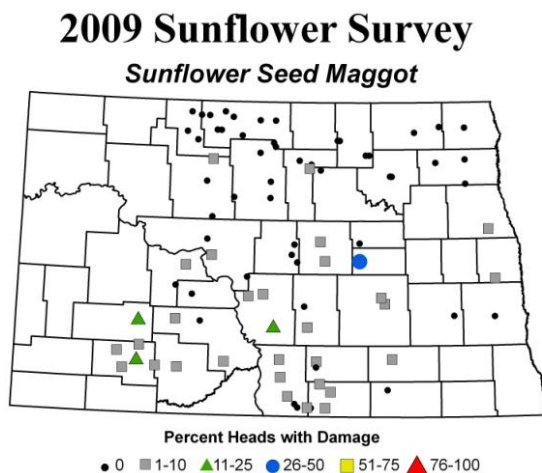 2009 Sunflower Survey
Sunflower Seed Maggot
Percent Heads with Damage
0 1-10 11-25 26-50 51-75 76-100